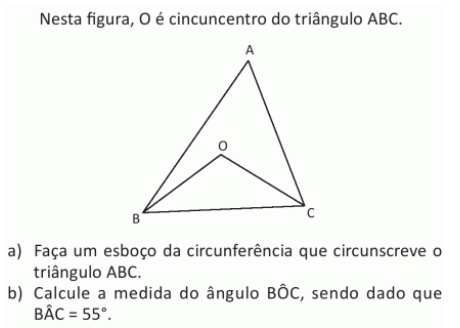 Nesta figura, O é cincuncentro do triângulo ABC.
A
O
B
C
a) Faça um esboço da circunferência que circunscreve o
triângulo ABC.
b) Calcule a medida do ângulo BÔC, sendo dado que
BÂC = 55°.